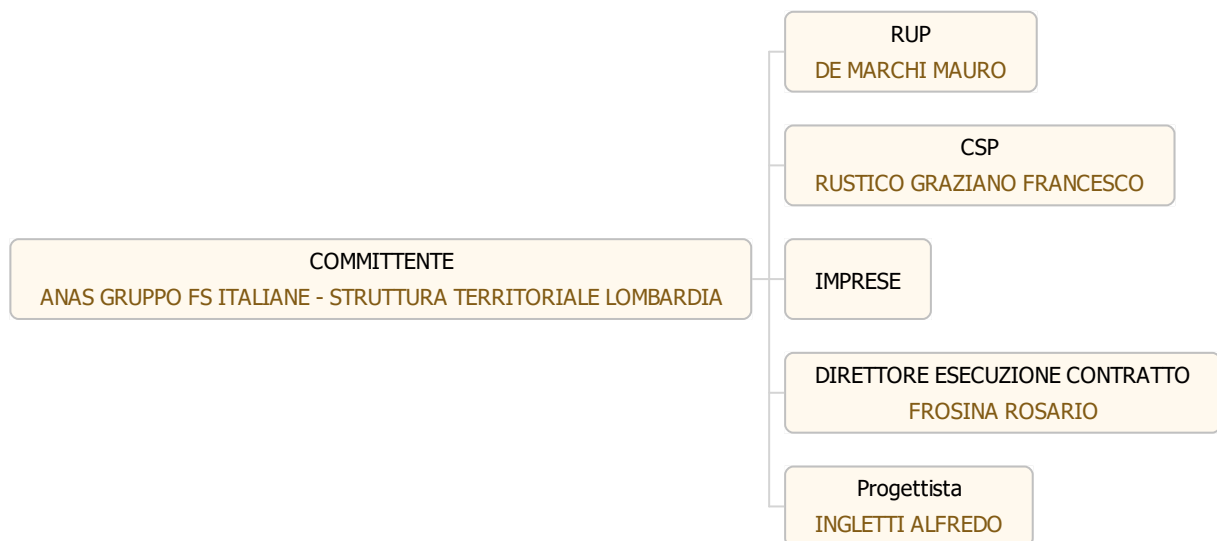 RUP
DE MARCHI MAURO
CSP
RUSTICO GRAZIANO FRANCESCO
COMMITTENTE
ANAS GRUPPO FS ITALIANE - STRUTTURA TERRITORIALE LOMBARDIA
IMPRESE
DIRETTORE ESECUZIONE CONTRATTO
FROSINA ROSARIO
Progettista
INGLETTI ALFREDO